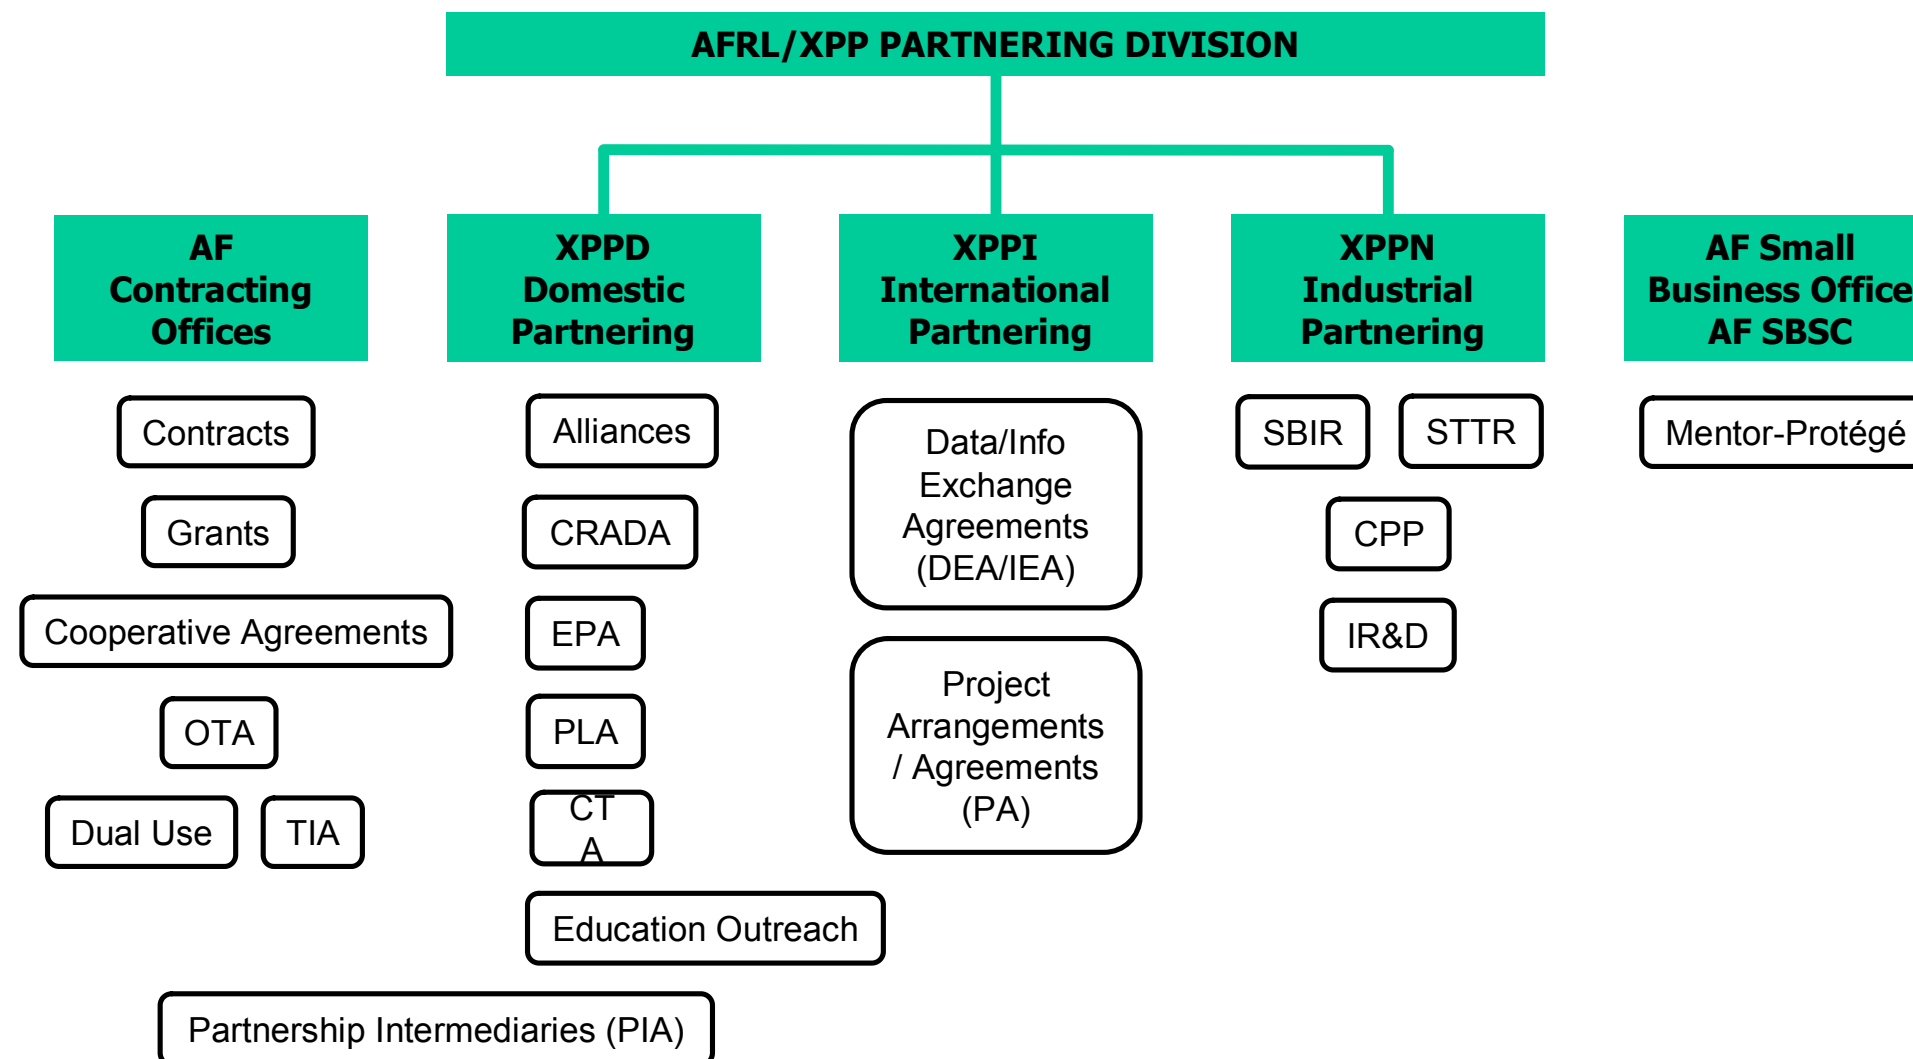 AFRL/XPP PARTNERING DIVISION
AF
Contracting
Offices
XPPD
Domestic
Partnering
XPPI
International
Partnering
XPPN
Industrial
Partnering
AF Small
Business Office
AF SBSC
Contracts
Grants
Cooperative Agreements
OTA
Dual Use
TIA
Alliances
CRADA
EPA
PLA
CT
A
Education Outreach
Partnership Intermediaries (PIA)
Data/Info
Exchange
Agreements
(DEA/IEA)
Project
Arrangements
/ Agreements
(PA)
SBIR
STTR
CPP
IR&D
Mentor-Protégé